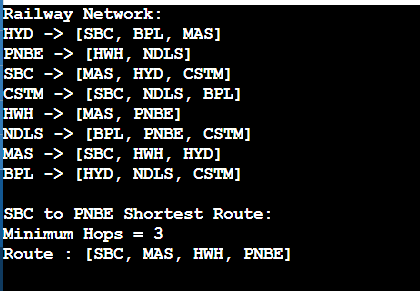 Railway Network:
HYD -> [SBC, BPL, MAS]
PNBE -> [HWH, NDLS]
SBC -> [MAS, HYD, CSTM]
CSTM -> [SBC, NDLS, BPL]
HWH -> [MAS, PNBE]
NDLS -> [BPL, PNBE, CSTM]
MAS -> [SBC, HWH, HYD]
BPL -> [HYD, NDLS, CSTM]
SBC to PNBE Shortest Route:
Minimum Hops = 3
Route : [SBC, MAS, HWH, PNBE]